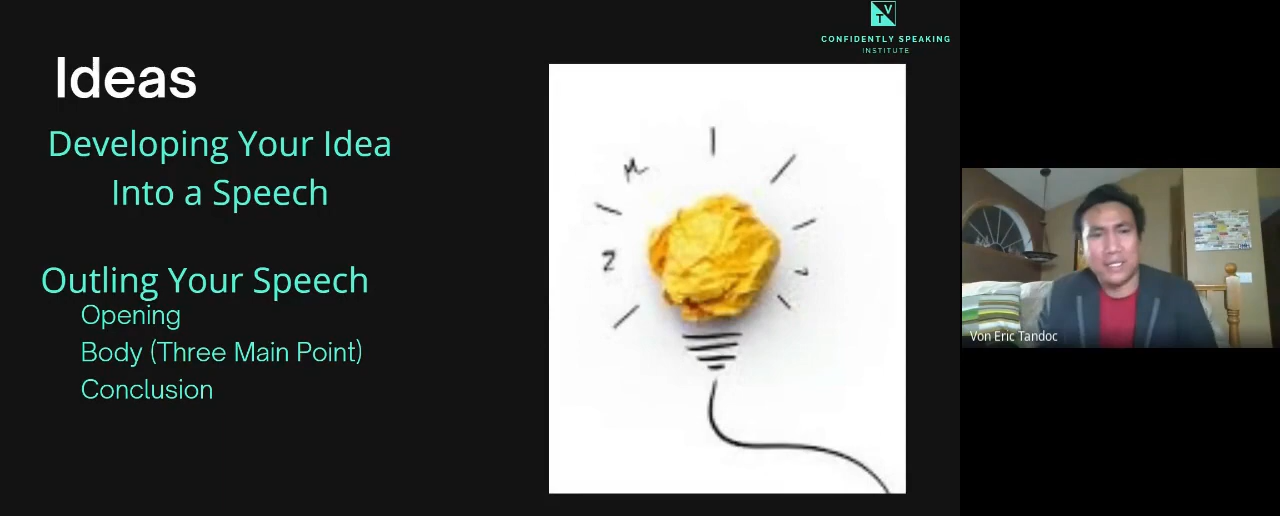 V
T
CONFIDENTLY SPEAKING
INSTITUTE
Ideas
Developing Your Idea
Into a Speech
Outling Your Speech
Opening
Body (Three Main Point)
Conclusion
Von Eric Tandoc